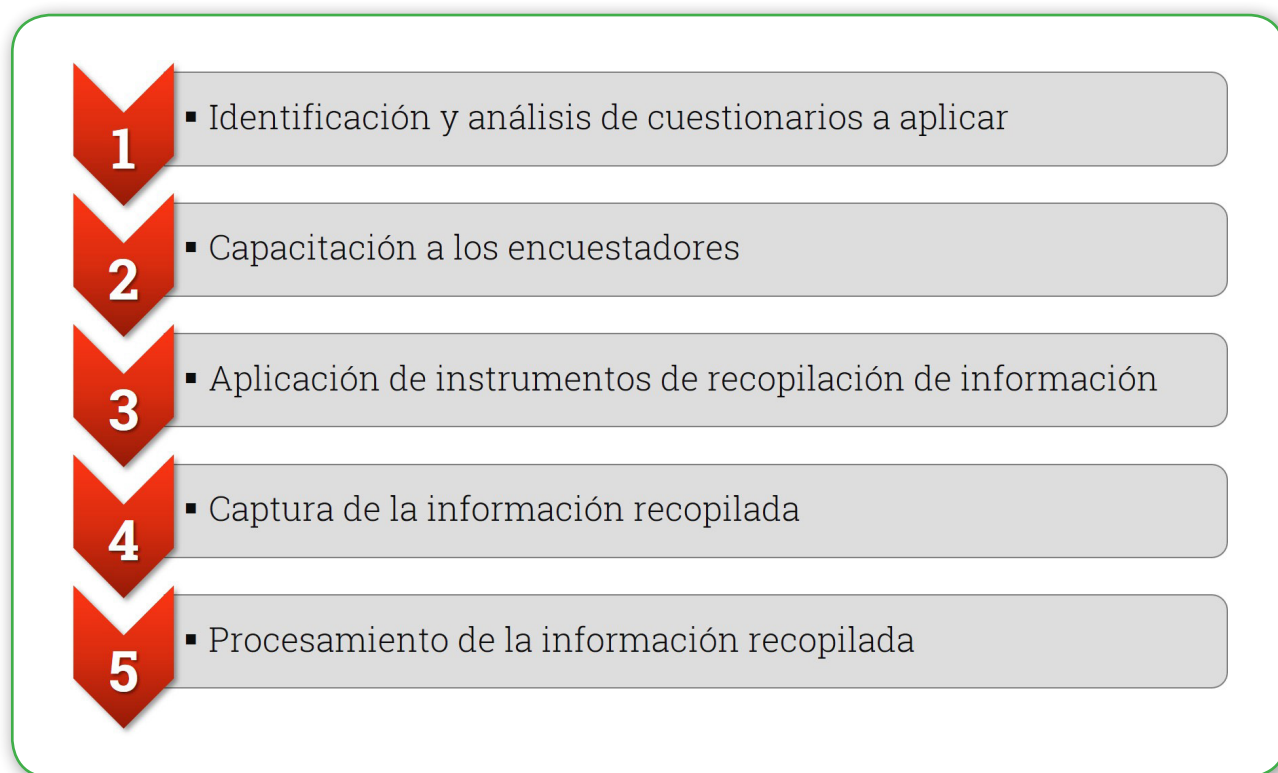 1
▪ Identificación y análisis de cuestionarios a aplicar
2
▪ Capacitación a los encuestadores
3
▪ Aplicación de instrumentos de recopilación de información
4
▪ Captura de la información recopilada
5
▪ Procesamiento de la información recopilada